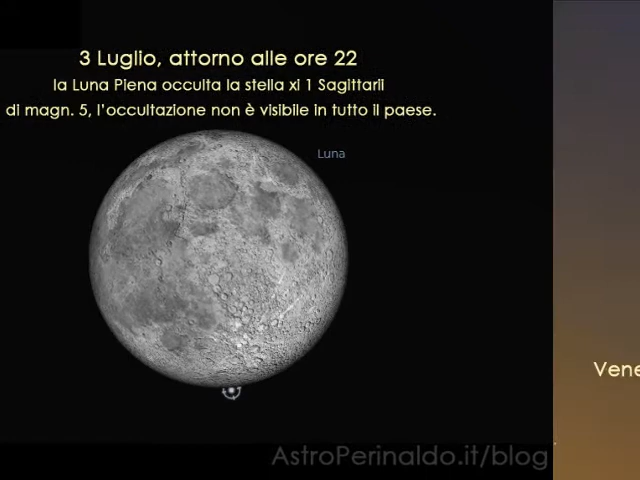 3 Luglio, attorno alle ore 22
la Luna Piena occulta la stella xi 1 Sagittarii
di magn. 5, l'occultazione non è visibile in tutto il paese.
Luna
Vene
AstroPerinaldo.it/blog